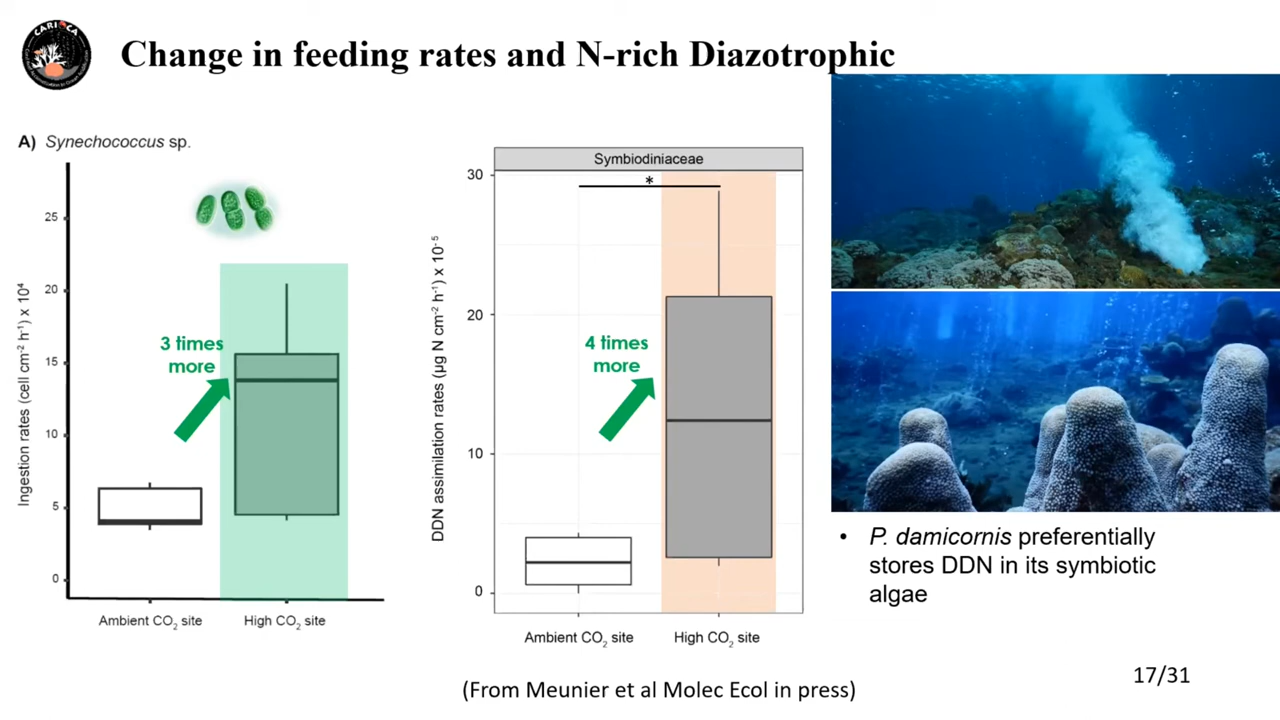 CARIOCA
Change in feeding rates and N-rich Diazotrophic
A) Synechococcus sp.
Ingestion rates (cell cm⁻² h⁻¹) x 10⁴
25
20
15
10
5
0
3 times
more
Ambient CO₂ site
High CO₂ site
Symbiodiniaceae
*
DDN assimilation rates (µg N cm⁻² h⁻¹) x 10⁻⁵
30
20
10
0
4 times
more
Ambient CO₂ site
High CO₂ site
• P. damicornis preferentially
stores DDN in its symbiotic
algae
(From Meunier et al Molec Ecol in press)
17/31